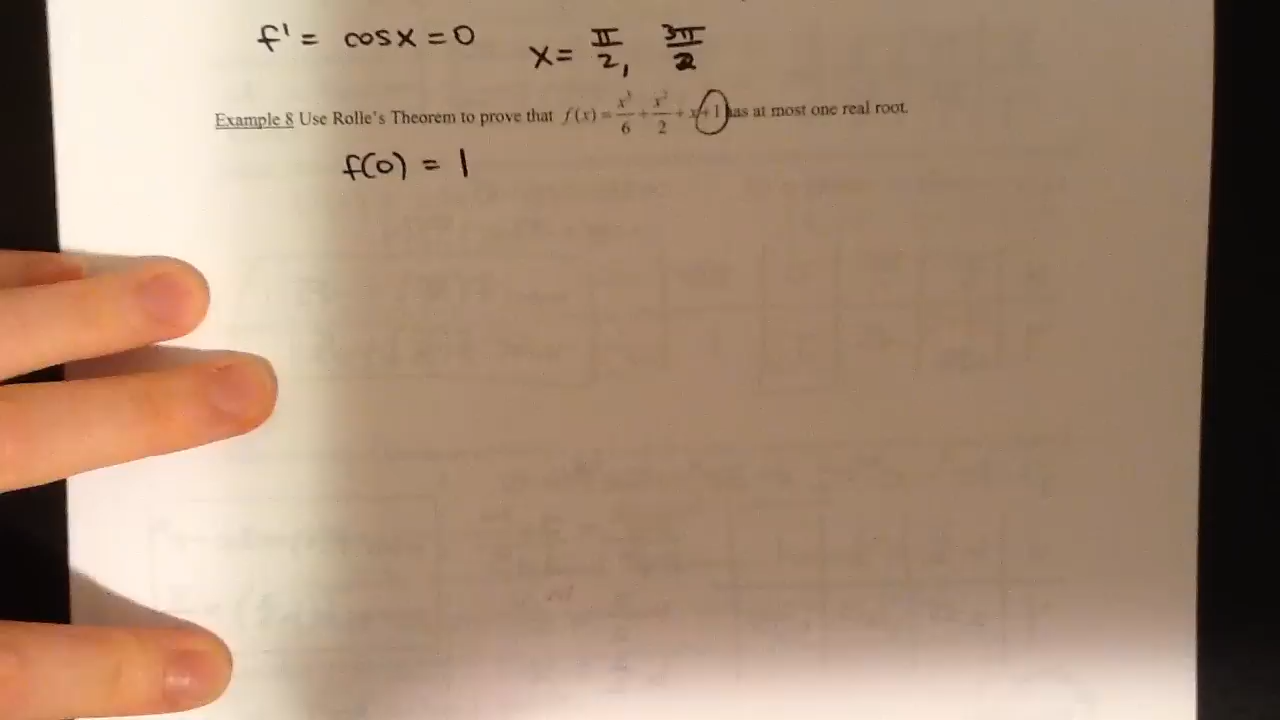 f' = cosx = 0 x = π/2, 3π/2
Example 8 Use Rolle's Theorem to prove that f(x) = x³/6 + x²/2 + x + 1 has at most one real root.
f(0) = 1